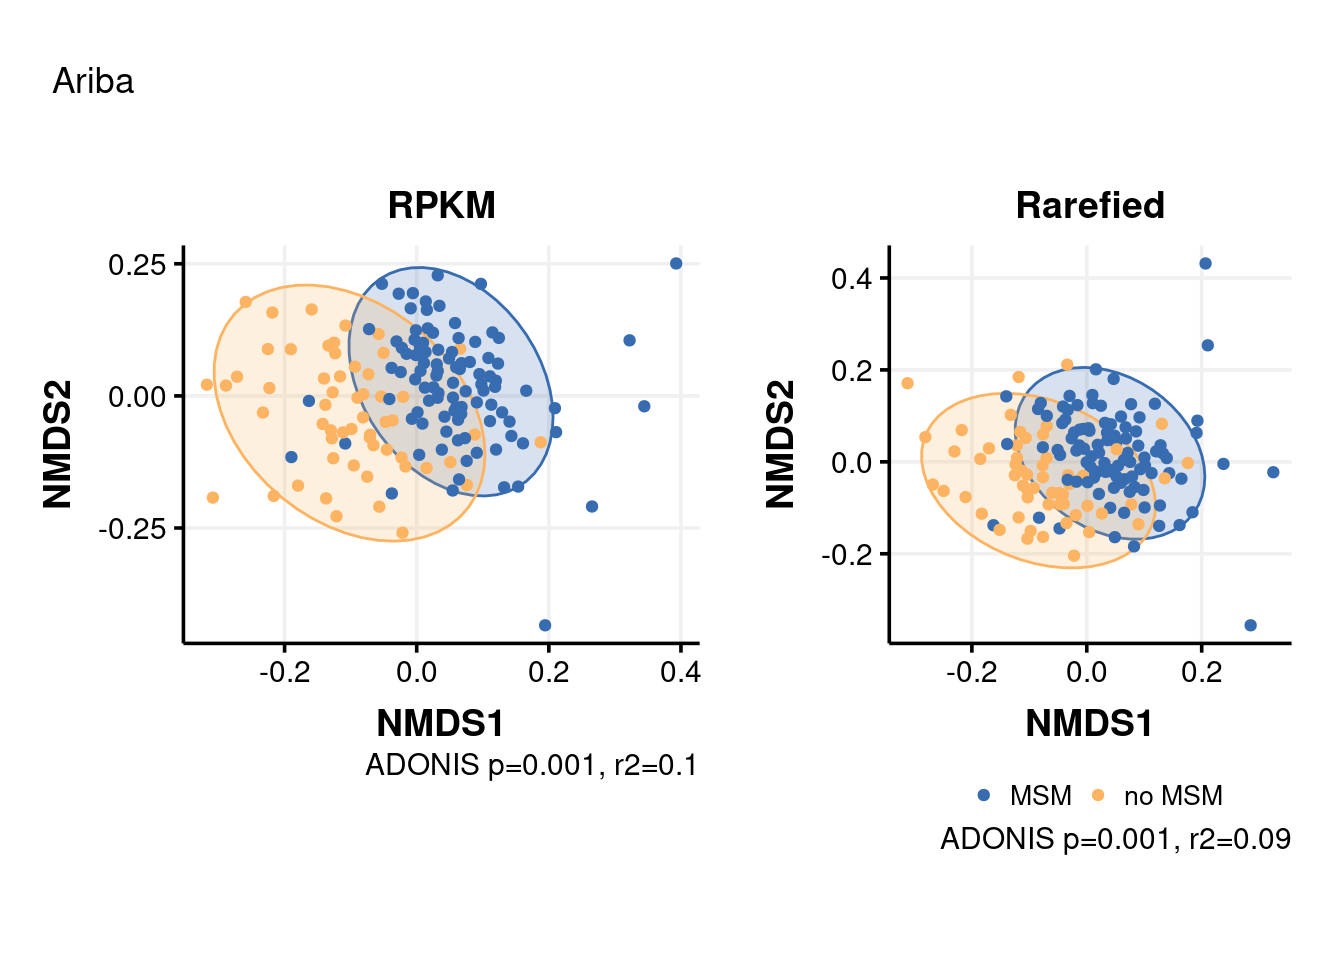 Ariba
RPKM
NMDS2
0.25
0.00
-0.25
-0.2
0.0
0.2
0.4
NMDS1
ADONIS p=0.001, r2=0.1
Rarefied
NMDS2
0.4
0.2
0.0
-0.2
-0.2
0.0
0.2
NMDS1
MSM
no MSM
ADONIS p=0.001, r2=0.09